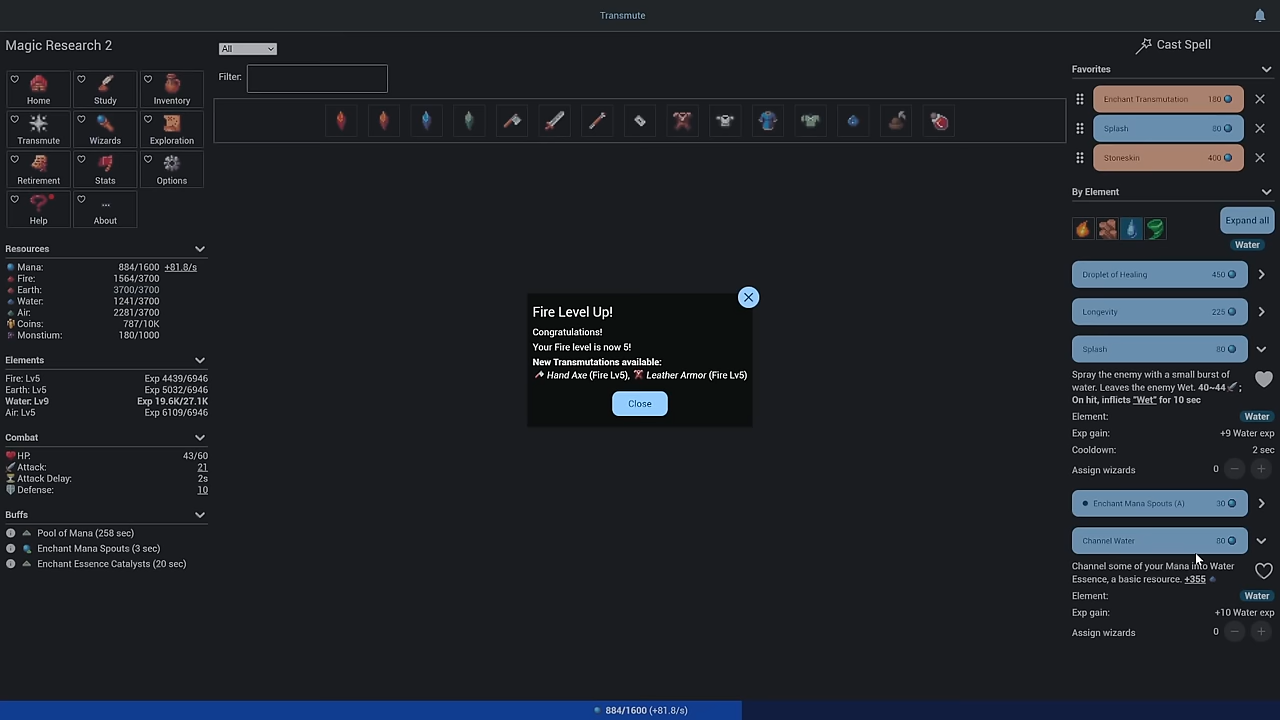 Transmute
Magic Research 2
Home
Study
Inventory
Transmute
Wizards
Exploration
Retirement
Stats
Options
Help
...
About
Resources
Mana: 884/1600 +81.8/s
Fire: 1564/3700
Earth: 3700/3700
Water: 1241/3700
Air: 2281/3700
Coins: 787/10K
Monstium: 180/1000
Elements
Fire: Lv5 Exp 4439/6946
Earth: Lv5 Exp 5032/6946
Water: Lv9 Exp 19.6K/27.1K
Air: Lv5 Exp 6109/6946
Combat
HP: 43/60
Attack: 21
Attack Delay: 2s
Defense: 10
Buffs
Pool of Mana (258 sec)
Enchant Mana Spouts (3 sec)
Enchant Essence Catalysts (20 sec)
All
Filter:
Fire Level Up!
Congratulations!
Your Fire level is now 5!
New Transmutations available:
Hand Axe (Fire Lv5), Leather Armor (Fire Lv5)
Close
Cast Spell
Favorites
Enchant Transmutation 180
Splash 80
Stoneskin 400
By Element
Expand all
Water
Droplet of Healing 450
Longevity 225
Splash 80
Spray the enemy with a small burst of
water. Leaves the enemy Wet. 40~44 ;
On hit, inflicts "Wet" for 10 sec
Element: Water
Exp gain: +9 Water exp
Cooldown: 2 sec
Assign wizards 0
Enchant Mana Spouts (A) 30
Channel Water 80
Channel some of your Mana into Water
Essence, a basic resource. +355
Element: Water
Exp gain: +10 Water exp
Assign wizards 0
884/1600 (+81.8/s)